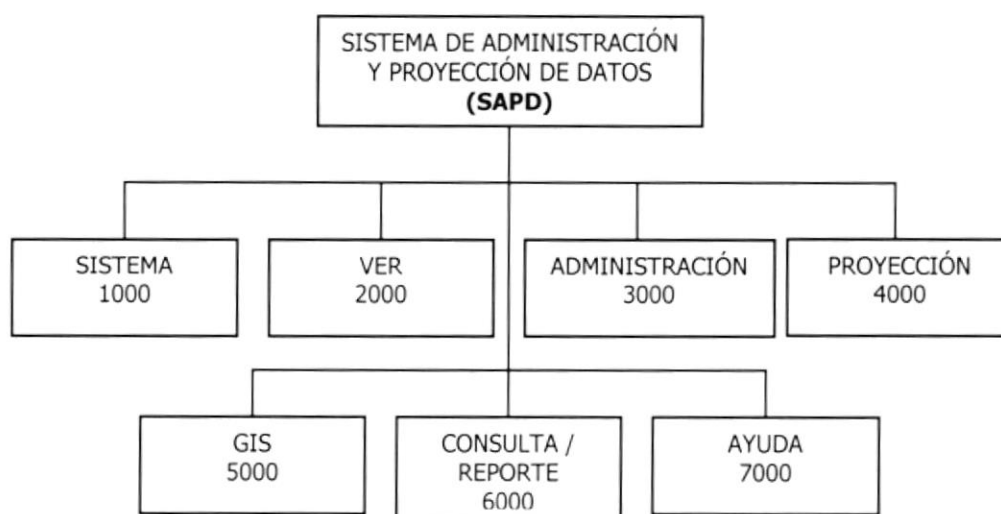 SISTEMA DE ADMINISTRACIÓN
Y PROYECCIÓN DE DATOS
(SAPD)
SISTEMA
1000
VER
2000
ADMINISTRACIÓN
3000
PROYECCIÓN
4000
GIS
5000
CONSULTA /
REPORTE
6000
AYUDA
7000